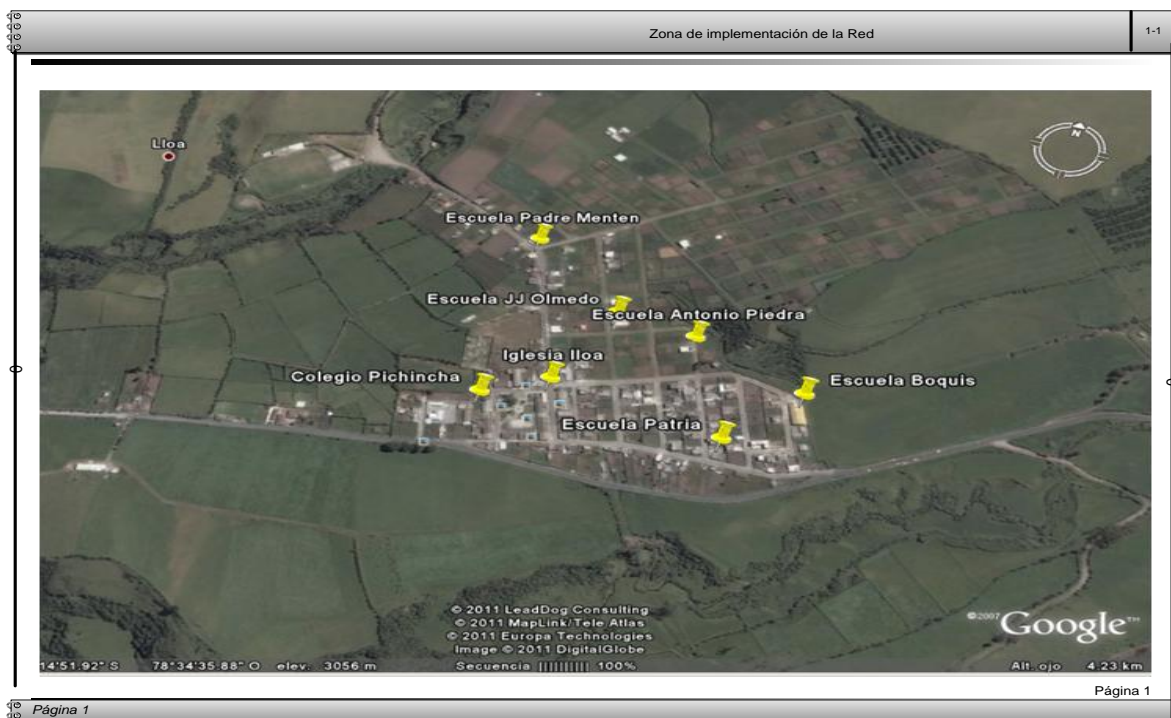 Zona de implementación de la Red
1-1
Lloa
Escuela Padre Menten
Escuela JJ Olmedo
Escuela Antonio Piedra
Iglesia lloa
Colegio Pichincha
Escuela Boquis
Escuela Patria
N
© 2011 LeadDog Consulting
© 2011 MapLink/Tele Atlas
© 2011 Europa Technologies
Image © 2011 DigitalGlobe
©2007 Google™
14'51.92" S 78°34'35.88" O elev. 3056 m Secuencia |||||||||| 100% Alt. ojo 4.23 km
Página 1
Página 1